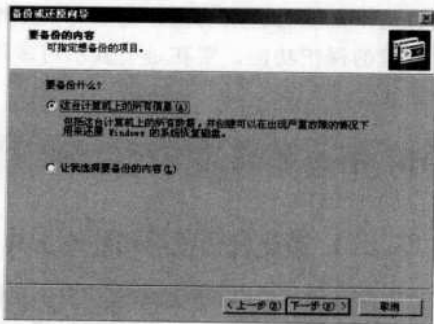 备份或还原向导
要备份的内容
可指定想备份的项目。
要备份什么?
这台计算机上的所有信息(A)
包括这台计算机上的所有数据,并创建可以在出现严重故障的情况下
用来还原 Windows 的系统恢复磁盘。
让我选择要备份的内容(L)
<上一步(B) 下一步(N)> 取消